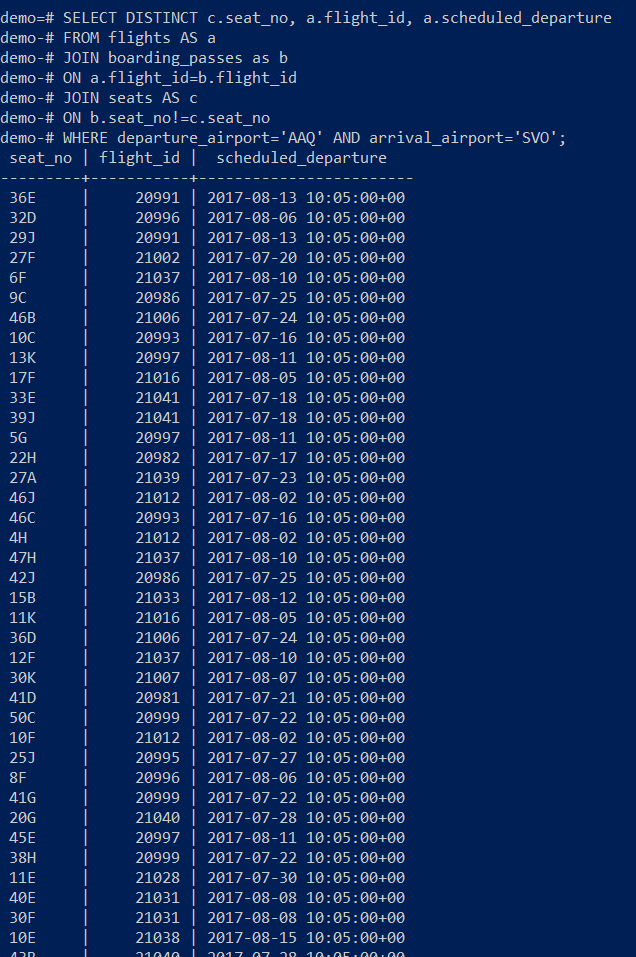 demo=# SELECT DISTINCT c.seat_no, a.flight_id, a.scheduled_departure
demo-# FROM flights AS a
demo-# JOIN boarding_passes as b
demo-# ON a.flight_id=b.flight_id
demo-# JOIN seats AS c
demo-# ON b.seat_no!=c.seat_no
demo-# WHERE departure_airport='AAQ' AND arrival_airport='SVO';
 seat_no | flight_id |  scheduled_departure
---------+-----------+------------------------
 36E     |     20991 | 2017-08-13 10:05:00+00
 32D     |     20996 | 2017-08-06 10:05:00+00
 29J     |     20991 | 2017-08-13 10:05:00+00
 27F     |     21002 | 2017-07-20 10:05:00+00
 6F      |     21037 | 2017-08-10 10:05:00+00
 9C      |     20986 | 2017-07-25 10:05:00+00
 46B     |     21006 | 2017-07-24 10:05:00+00
 10C     |     20993 | 2017-07-16 10:05:00+00
 13K     |     20997 | 2017-08-11 10:05:00+00
 17F     |     21016 | 2017-08-05 10:05:00+00
 33E     |     21041 | 2017-07-18 10:05:00+00
 39J     |     21041 | 2017-07-18 10:05:00+00
 5G      |     20997 | 2017-08-11 10:05:00+00
 22H     |     20982 | 2017-07-17 10:05:00+00
 27A     |     21039 | 2017-07-23 10:05:00+00
 46J     |     21012 | 2017-08-02 10:05:00+00
 46C     |     20993 | 2017-07-16 10:05:00+00
 4H      |     21012 | 2017-08-02 10:05:00+00
 47H     |     21037 | 2017-08-10 10:05:00+00
 42J     |     20986 | 2017-07-25 10:05:00+00
 15B     |     21033 | 2017-08-12 10:05:00+00
 11K     |     21016 | 2017-08-05 10:05:00+00
 36D     |     21006 | 2017-07-24 10:05:00+00
 12F     |     21037 | 2017-08-10 10:05:00+00
 30K     |     21007 | 2017-08-07 10:05:00+00
 41D     |     20981 | 2017-07-21 10:05:00+00
 50C     |     20999 | 2017-07-22 10:05:00+00
 10F     |     21012 | 2017-08-02 10:05:00+00
 25J     |     20995 | 2017-07-27 10:05:00+00
 8F      |     20996 | 2017-08-06 10:05:00+00
 41G     |     20999 | 2017-07-22 10:05:00+00
 20G     |     21040 | 2017-07-28 10:05:00+00
 45E     |     20997 | 2017-08-11 10:05:00+00
 38H     |     20999 | 2017-07-22 10:05:00+00
 11E     |     21028 | 2017-07-30 10:05:00+00
 40E     |     21031 | 2017-08-08 10:05:00+00
 30F     |     21031 | 2017-08-08 10:05:00+00
 10E     |     21038 | 2017-08-15 10:05:00+00